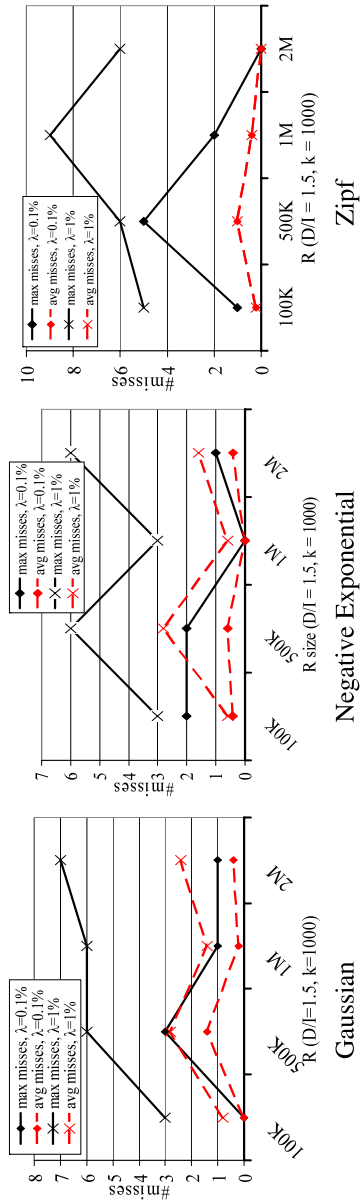 8
7
6
5
4
3
2
1
0
#misses
max misses, λ=0.1%
avg misses, λ=0.1%
max misses, λ=1%
avg misses, λ=1%
100K
500K
1M
2M
R (D/I=1.5, k=1000)
Gaussian
7
6
5
4
3
2
1
0
#misses
max misses, λ=0.1%
avg misses, λ=0.1%
max misses, λ=1%
avg misses, λ=1%
100K
500K
1M
2M
R size (D/I = 1.5, k = 1000)
Negative Exponential
10
8
6
4
2
0
#misses
max misses, λ=0.1%
avg misses, λ=0.1%
max misses, λ=1%
avg misses, λ=1%
100K
500K
1M
2M
R (D/I = 1.5, k = 1000)
Zipf